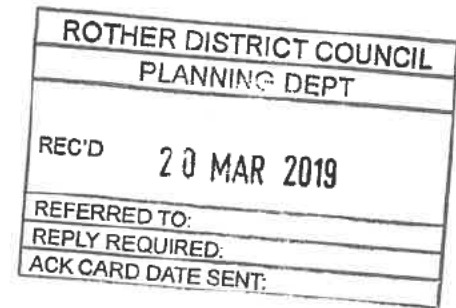 ROTHER DISTRICT COUNCIL
PLANNING DEPT
REC'D 20 MAR 2019
REFERRED TO:
REPLY REQUIRED:
ACK CARD DATE SENT: